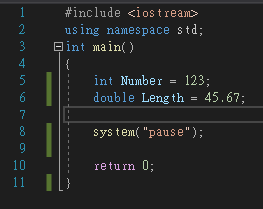 1 #include <iostream>
2 using namespace std;
3 int main()
4 {
5 int Number = 123;
6 double Length = 45.67;
7
8 system("pause");
9
10 return 0;
11 }